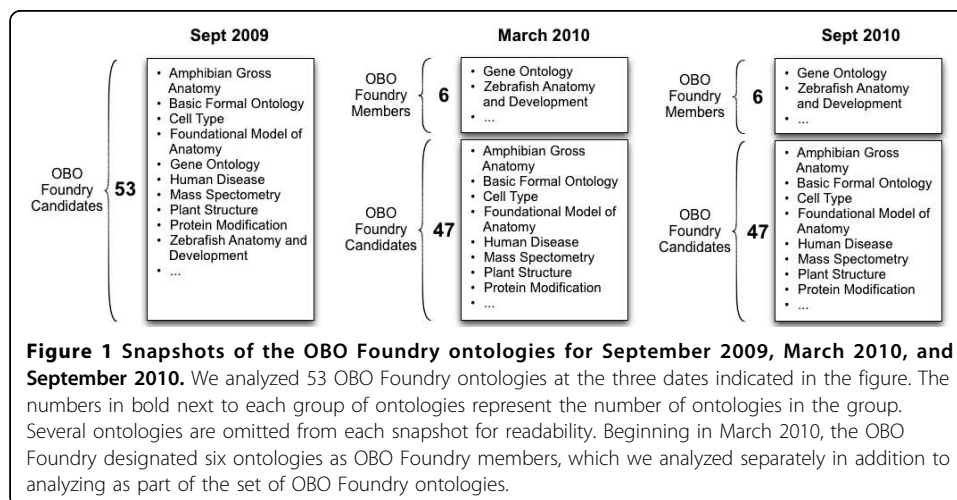 Sept 2009
OBO
Foundry
Candidates
53
• Amphibian Gross
Anatomy
• Basic Formal Ontology
• Cell Type
• Foundational Model of
Anatomy
• Gene Ontology
• Human Disease
• Mass Spectrometry
• Plant Structure
• Protein Modification
• Zebrafish Anatomy and
Development
• ...
March 2010
OBO
Foundry
Members
6
• Gene Ontology
• Zebrafish Anatomy
and Development
• ...
OBO
Foundry
Candidates
47
• Amphibian Gross
Anatomy
• Basic Formal Ontology
• Cell Type
• Foundational Model of
Anatomy
• Human Disease
• Mass Spectrometry
• Plant Structure
• Protein Modification
• ...
Sept 2010
OBO
Foundry
Members
6
• Gene Ontology
• Zebrafish Anatomy
and Development
• ...
OBO
Foundry
Candidates
47
• Amphibian Gross
Anatomy
• Basic Formal Ontology
• Cell Type
• Foundational Model of
Anatomy
• Human Disease
• Mass Spectrometry
• Plant Structure
• Protein Modification
• ...
Figure 1 Snapshots of the OBO Foundry ontologies for September 2009, March 2010, and
September 2010. We analyzed 53 OBO Foundry ontologies at the three dates indicated in the figure. The
numbers in bold next to each group of ontologies represent the number of ontologies in the group.
Several ontologies are omitted from each snapshot for readability. Beginning in March 2010, the OBO
Foundry designated six ontologies as OBO Foundry members, which we analyzed separately in addition to
analyzing as part of the set of OBO Foundry ontologies.